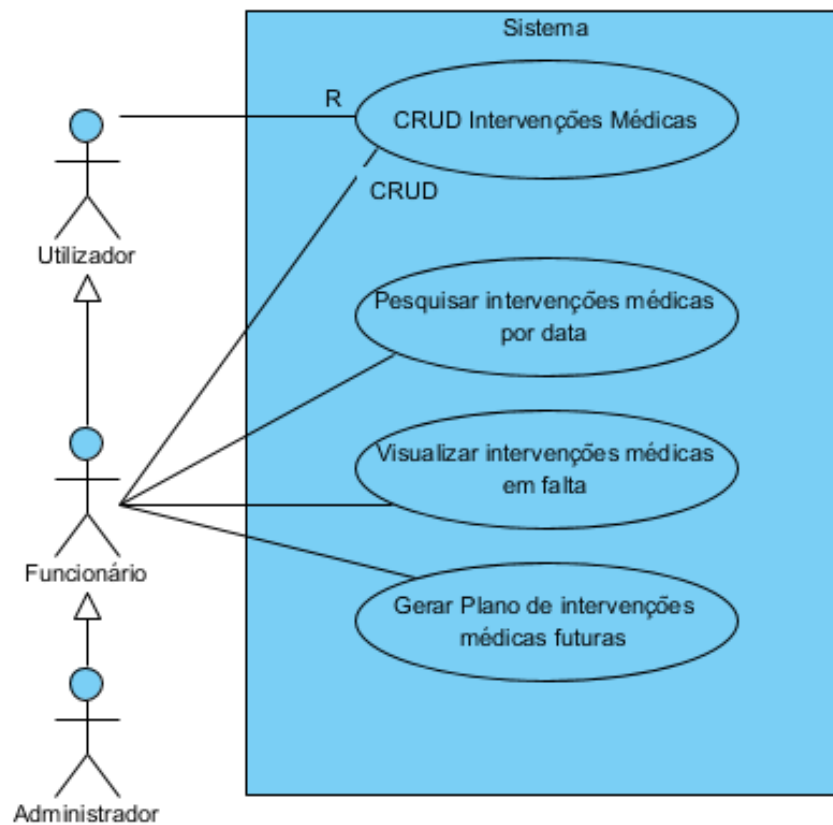 Sistema
R
CRUD Intervenções Médicas
CRUD
Utilizador
Pesquisar intervenções médicas
por data
Visualizar intervenções médicas
em falta
Funcionário
Gerar Plano de intervenções
médicas futuras
Administrador